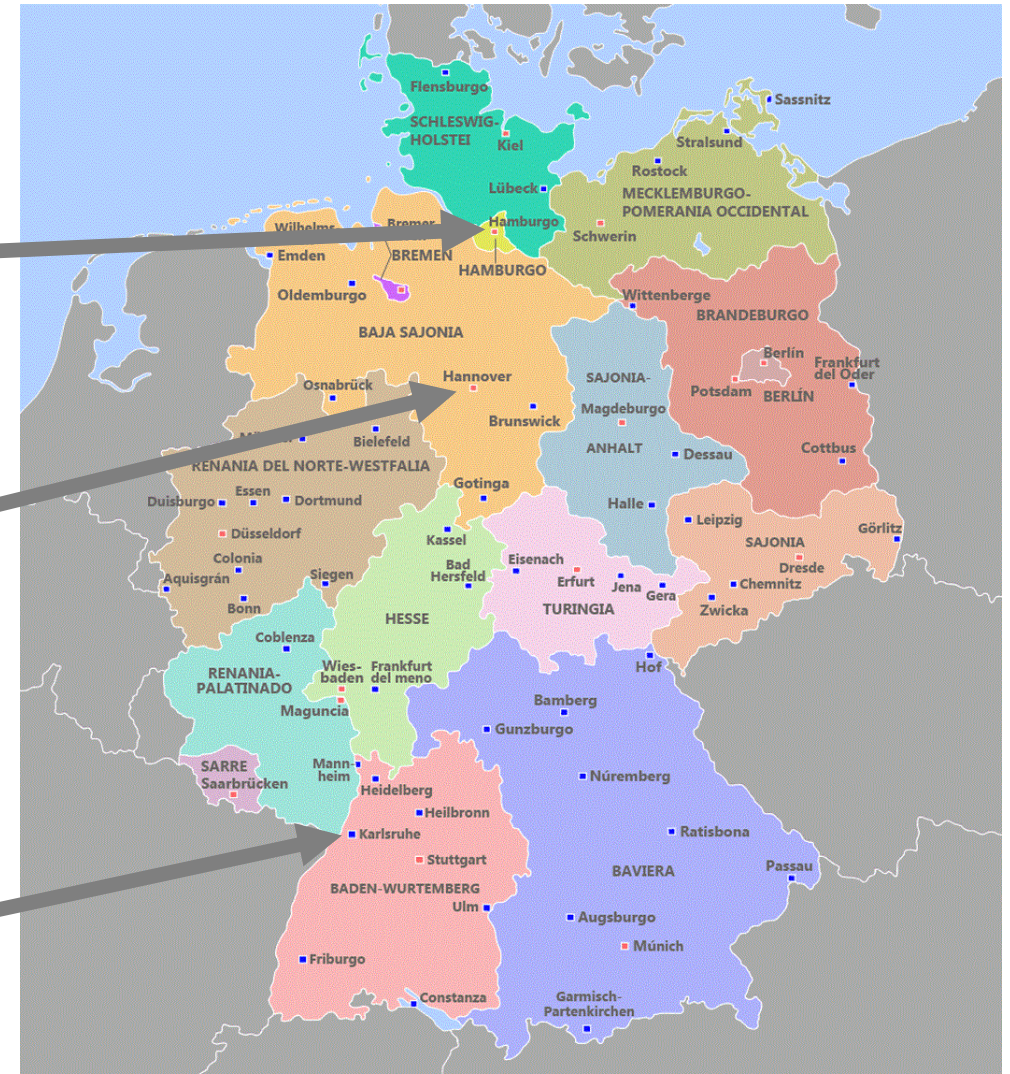 Flensburgo
Sassnitz
SCHLESWIG-
HOLSTEI
Kiel
Stralsund
Rostock
Lübeck
MECKLEMBURGO-
POMERANIA OCCIDENTAL
Hamburgo
Schwerin
Wilhelms
Bremer
Emden
BREMEN
HAMBURGO
Oldemburgo
Wittenberge
BRANDEBURGO
BAJA SAJONIA
Berlín
Frankfurt
del Oder
Hannover
SAJONIA-
Osnabrück
Potsdam
BERLÍN
Magdeburgo
Brunswick
Bielefeld
ANHALT
Dessau
Cottbus
RENANIA DEL NORTE-WESTFALIA
Gotinga
Essen
Duisburgo
Dortmund
Halle
Leipzig
Görlitz
Düsseldorf
Kassel
SAJONIA
Colonia
Bad
Hersfeld
Eisenach
Dresde
Aquisgrán
Siegen
Erfurt
Jena
Gera
Chemnitz
Bonn
TURINGIA
Zwicka
HESSE
Coblenza
Hof
RENANIA-
PALATINADO
Wies-
baden
Frankfurt
del meno
Maguncia
Bamberg
Gunzburgo
SARRE
Mann-
heim
Saarbrücken
Heidelberg
Núremberg
Heilbronn
Karlsruhe
Ratisbona
Stuttgart
BAVIERA
Passau
BADEN-WURTEMBERG
Ulm
Augsburgo
Múnich
Friburgo
Constanza
Garmisch-
Partenkirchen